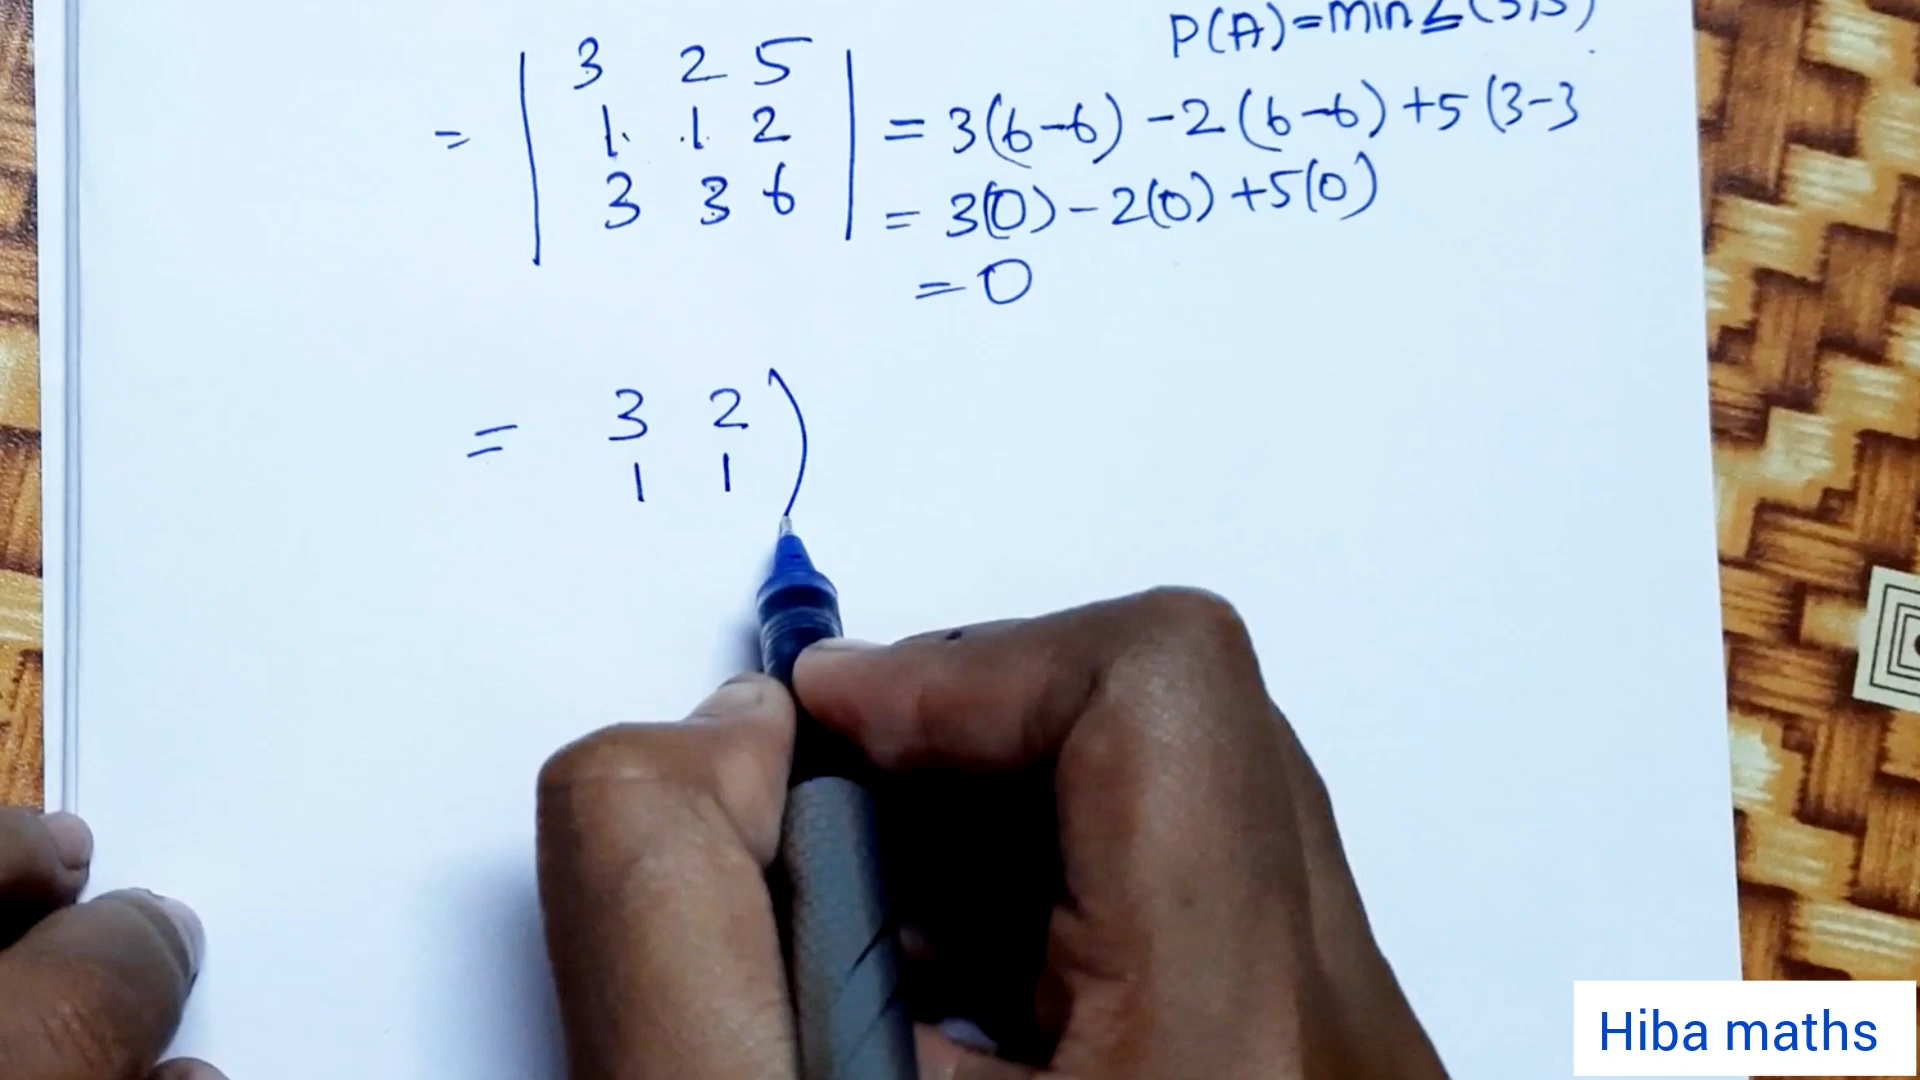 P(A)=min≤(3,3)
3 2 5
= 1 1 2 = 3(6-6) -2 (6-6) +5 (3-3
3 3 6 = 3(0) - 2(0) +5(0)
= 0
= 3 2 )
1 1
Hiba maths